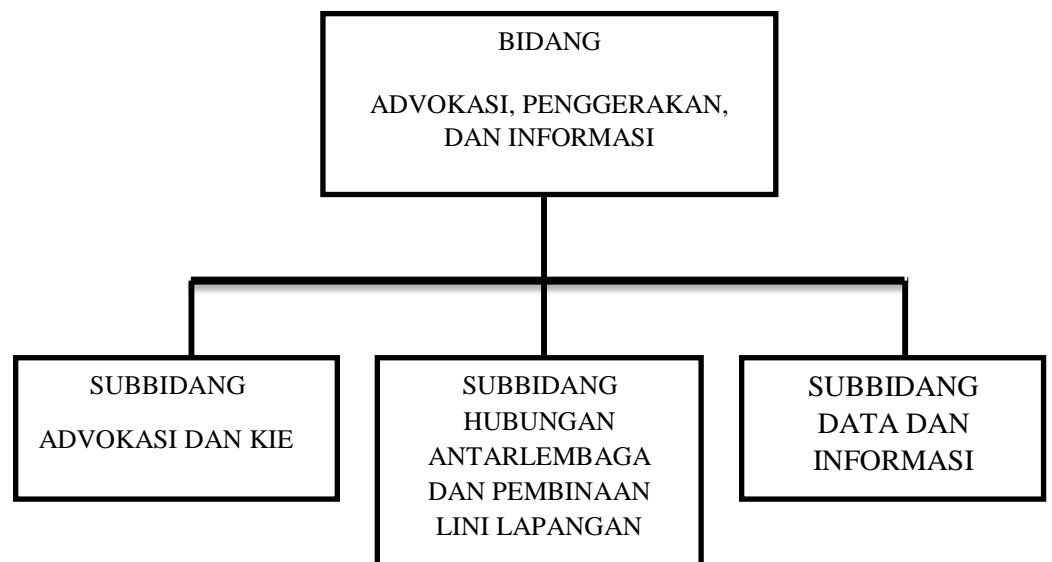 BIDANG
ADVOKASI, PENGGERAKAN,
DAN INFORMASI
SUBBIDANG
ADVOKASI DAN KIE
SUBBIDANG
HUBUNGAN
ANTARLEMBAGA
DAN PEMBINAAN
LINI LAPANGAN
SUBBIDANG
DATA DAN
INFORMASI